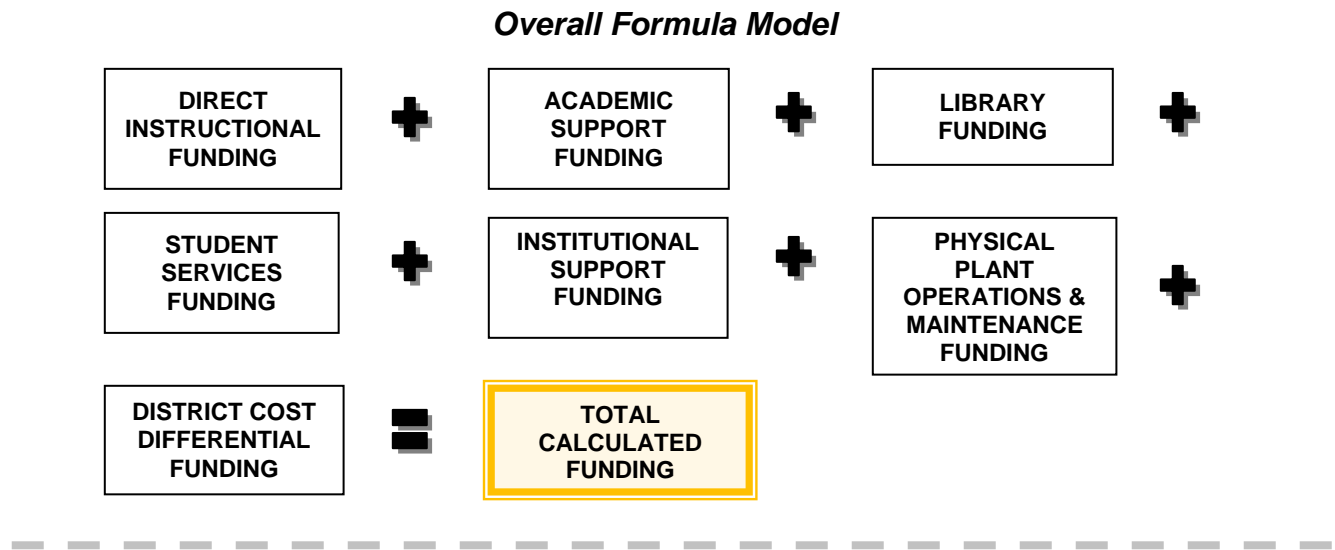 Overall Formula Model
DIRECT
INSTRUCTIONAL
FUNDING
ACADEMIC
SUPPORT
FUNDING
LIBRARY
FUNDING
STUDENT
SERVICES
FUNDING
INSTITUTIONAL
SUPPORT
FUNDING
PHYSICAL
PLANT
OPERATIONS &
MAINTENANCE
FUNDING
DISTRICT COST
DIFFERENTIAL
FUNDING
TOTAL
CALCULATED
FUNDING